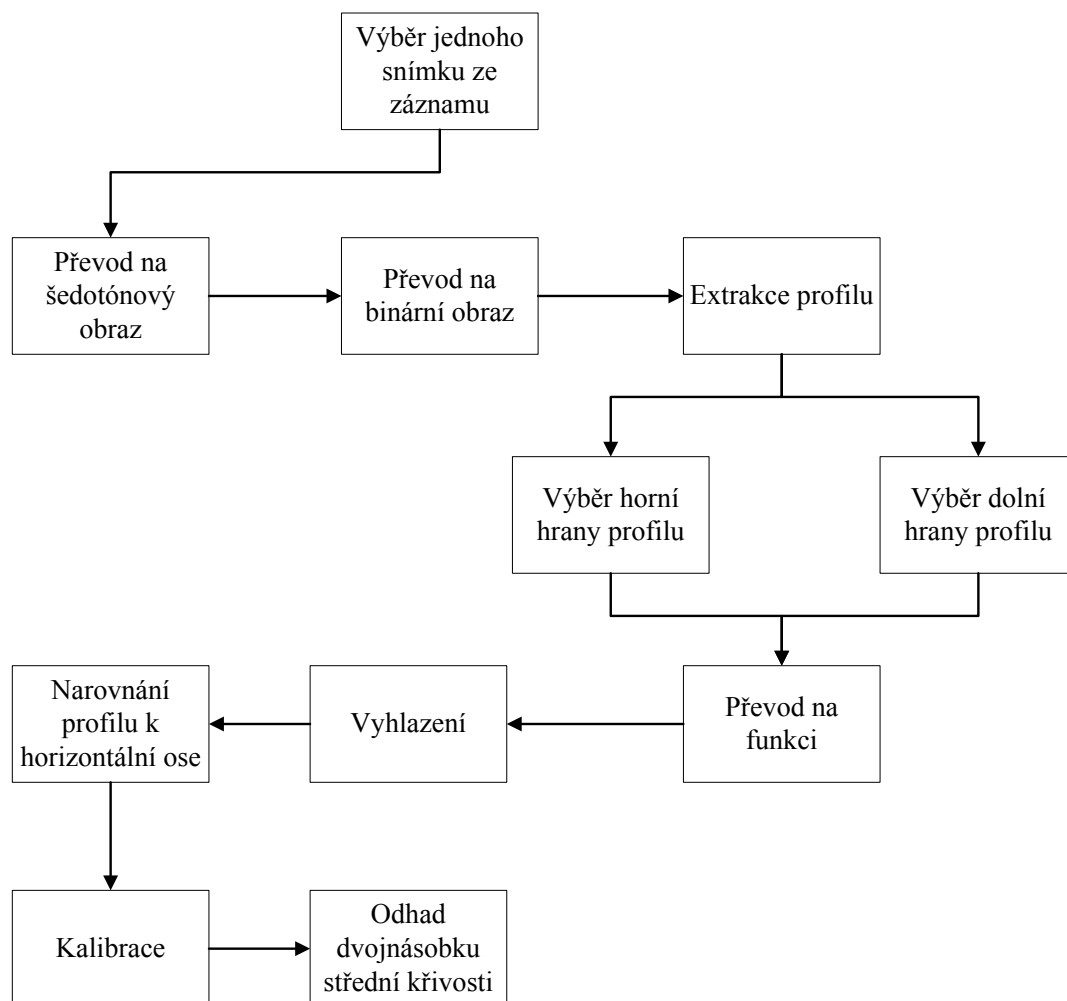 Výběr jednoho
snímku ze
záznamu
Převod na
šedotónový
obraz
Převod na
binární obraz
Extrakce profilu
Výběr horní
hrany profilu
Výběr dolní
hrany profilu
Převod na
funkci
Vyhlazení
Narovnání
profilu k
horizontální ose
Kalibrace
Odhad
dvojnásobku
střední křivosti